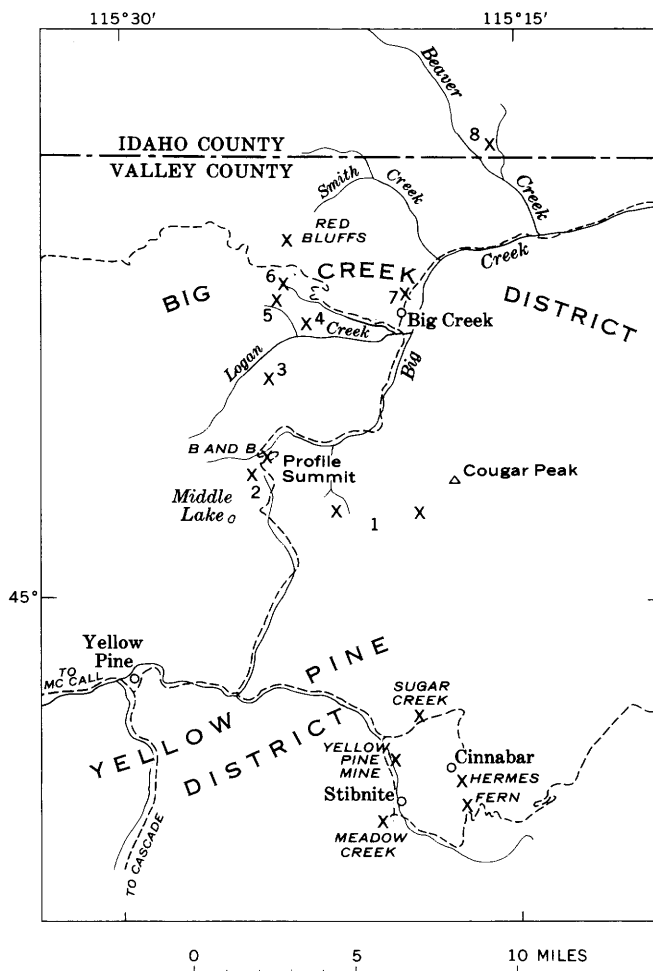 115°30'
115°15'
Beaver
Creek
8
IDAHO COUNTY
VALLEY COUNTY
Smith
Creek
RED
BLUFFS
Creek
BIG
CREEK
DISTRICT
6
5
4
7
Big Creek
Creek
Logan
Big
3
B AND B
Profile
Summit
2
Cougar Peak
Middle
Lake
1
45°
Yellow
Pine
TO
MC CALL
YELLOW
PINE
DISTRICT
SUGAR
CREEK
YELLOW
PINE
MINE
Cinnabar
HERMES
FERN
Stibnite
MEADOW
CREEK
TO CASCADE
0 5 10 MILES